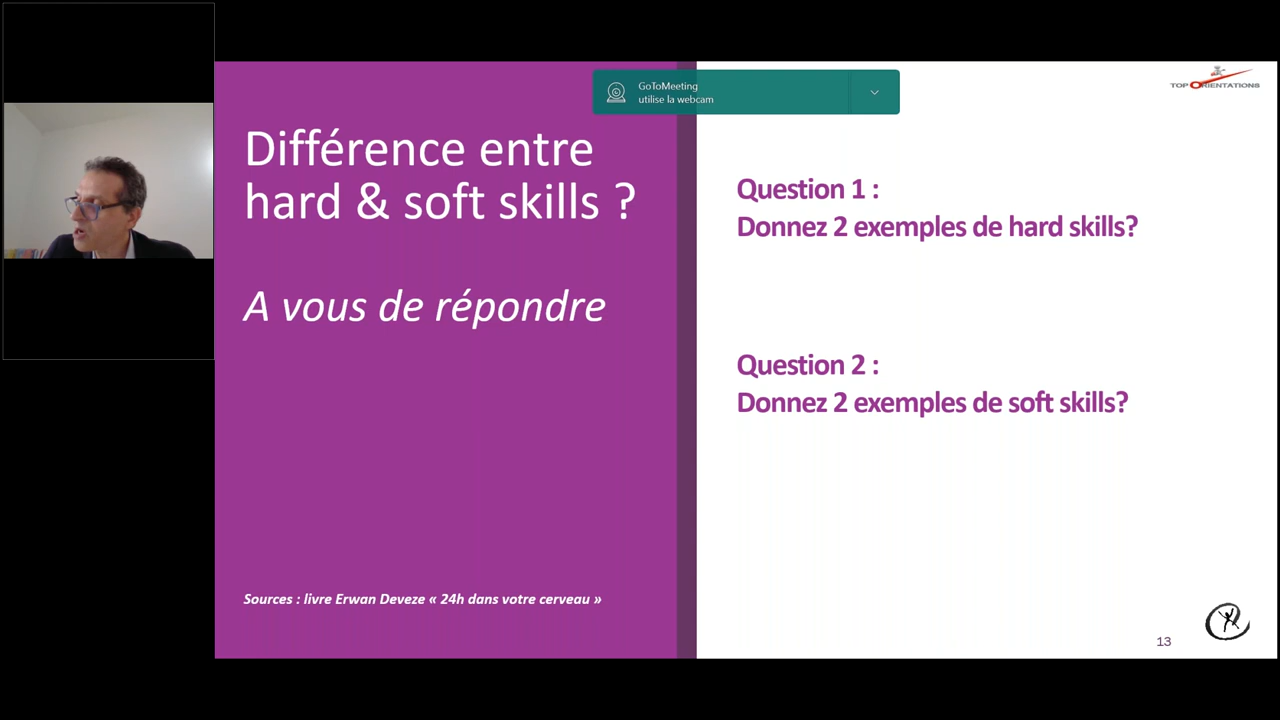 GoToMeeting
utilise la webcam
TOP ORIENTATIONS
Différence entre
hard & soft skills ?
A vous de répondre
Sources : livre Erwan Deveze « 24h dans votre cerveau »
Question 1 :
Donnez 2 exemples de hard skills?
Question 2 :
Donnez 2 exemples de soft skills?
13